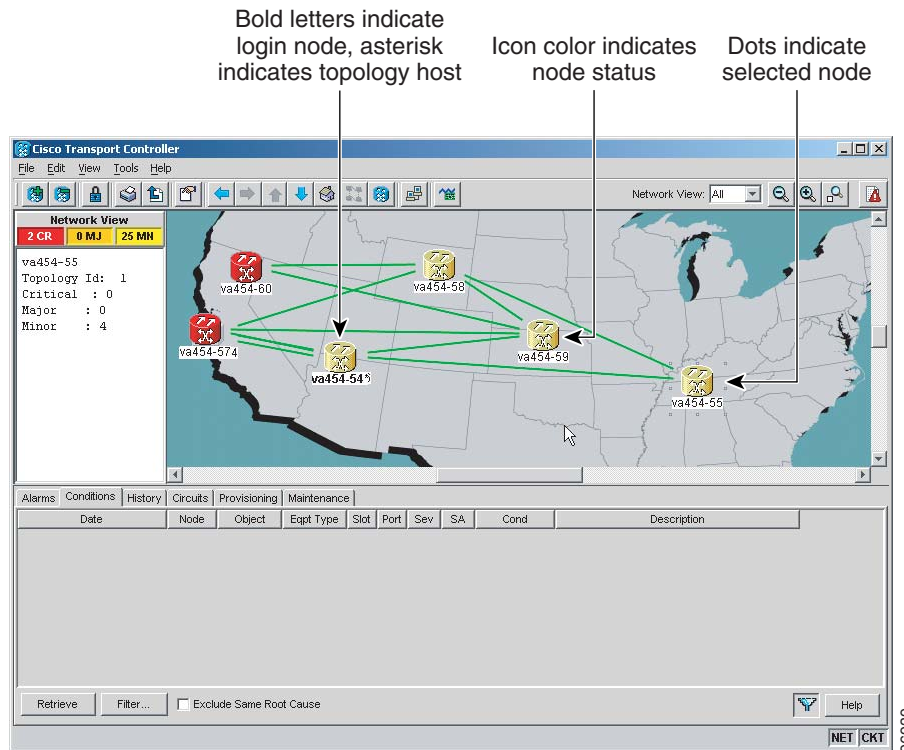 Bold letters indicate
login node, asterisk
indicates topology host
Icon color indicates
node status
Dots indicate
selected node
Cisco Transport Controller
File Edit View Tools Help
Network View: All
Network View
2 CR 0 MJ 25 MN
va454-55
Topology Id: 1
Critical : 0
Major : 0
Minor : 4
va454-60
va454-58
va454-574
va454-54*
va454-59
va454-55
Alarms Conditions History Circuits Provisioning Maintenance
Date Node Object Eqpt Type Slot Port Sev SA Cond Description
Retrieve Filter... Exclude Same Root Cause Help
NET CKT